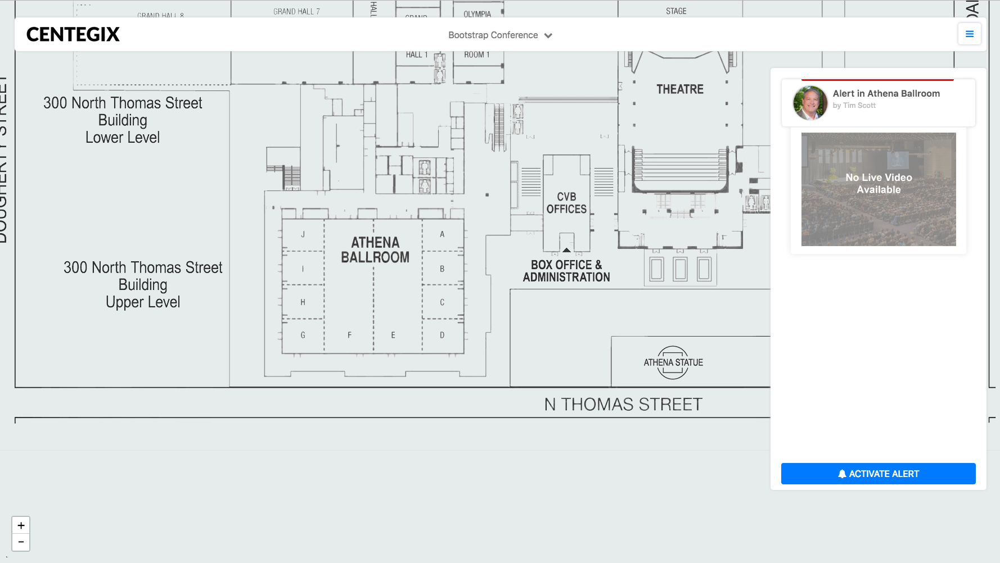 GRAND HALL 8
GRAND HALL 7
HALL
GRAND
OLYMPIA
STAGE
CENTEGIX
Bootstrap Conference
HALL 1
ROOM 1
THEATRE
300 North Thomas Street
Building
Lower Level
DOUGHERTY STREET
Alert in Athena Ballroom
by Tim Scott
No Live Video
Available
CVB
OFFICES
J
A
ATHENA
BALLROOM
I
B
BOX OFFICE &
ADMINISTRATION
300 North Thomas Street
Building
Upper Level
H
C
G
F
E
D
ATHENA STATUE
N THOMAS STREET
ACTIVATE ALERT
+
−